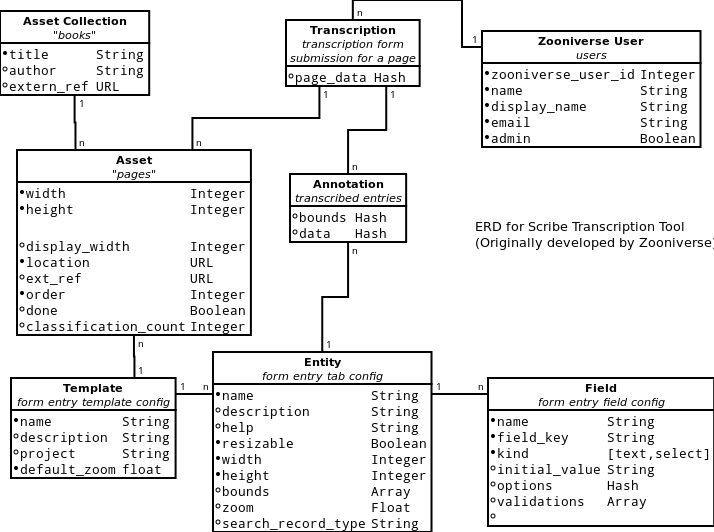 Asset Collection
"books"
title String
author String
extern_ref URL
1
n
Transcription
transcription form
submission for a page
page_data Hash
n
1
1
n
Zooniverse User
users
1
zooniverse_user_id Integer
name String
display_name String
email String
admin Boolean
Asset
"pages"
width Integer
height Integer
display_width Integer
location URL
ext_ref URL
order Integer
done Boolean
classification_count Integer
n
1
n
Annotation
transcribed entries
bounds Hash
data Hash
n
1
ERD for Scribe Transcription Tool
(Originally developed by Zooniverse)
Template
form entry template config
name String
description String
project String
default_zoom float
1
n
Entity
form entry tab config
name String
description String
help String
resizable Boolean
width Integer
height Integer
bounds Array
zoom Float
search_record_type String
1
n
Field
form entry field config
name String
field_key String
kind [text,select]
initial_value String
options Hash
validations Array